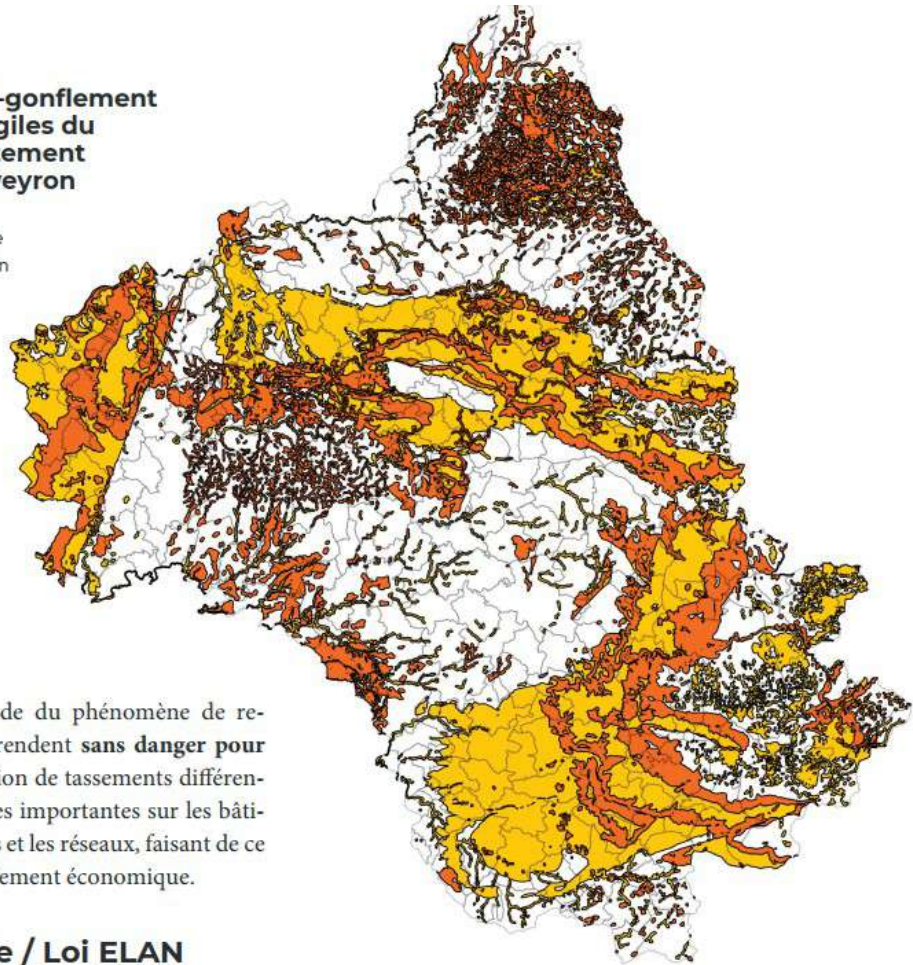 -gonflement
giles du
tement
eyron
e
n
de du phénomène de re-
rendent sans danger pour
ion de tassements différen-
es importantes sur les bâti-
s et les réseaux, faisant de ce
ement économique.
e / Loi ELAN